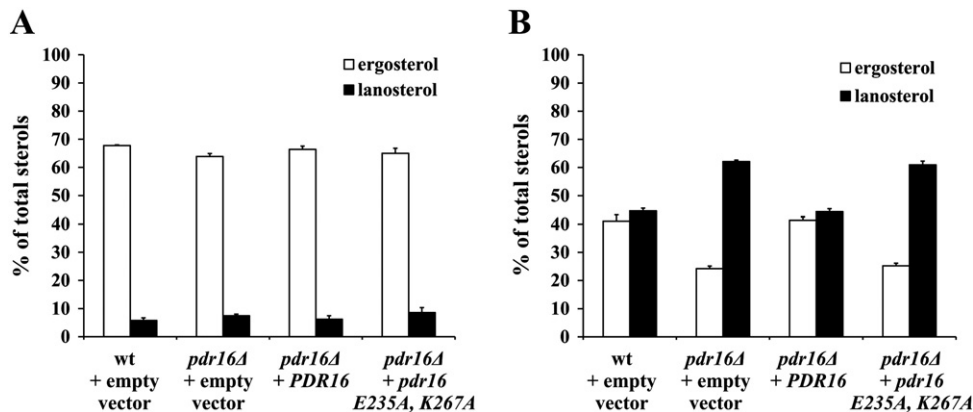 A
% of total sterols
100
90
80
70
60
50
40
30
20
10
0
ergosterol
lanosterol
wt
+ empty
vector
pdr16Δ
+ empty
vector
pdr16Δ
+ PDR16
pdr16Δ
+ pdr16
E235A, K267A
B
% of total sterols
100
90
80
70
60
50
40
30
20
10
0
ergosterol
lanosterol
wt
+ empty
vector
pdr16Δ
+ empty
vector
pdr16Δ
+ PDR16
pdr16Δ
+ pdr16
E235A, K267A